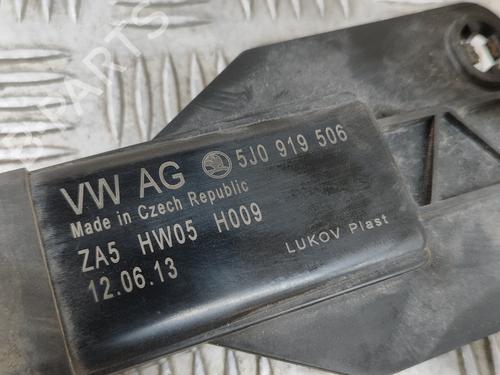 VW AG 5J0 919 506
Made in Czech Republic
ZA5 HW05 H009
12.06.13
LUKOV Plast